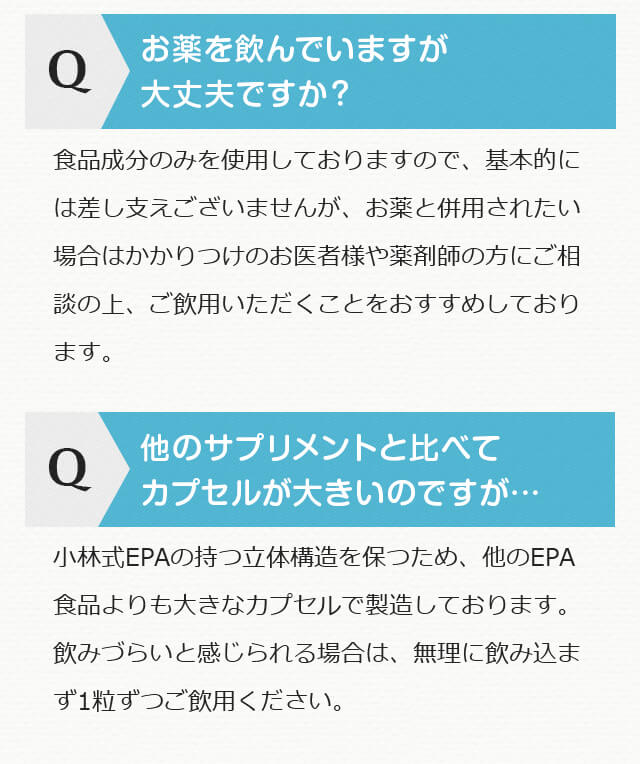 Q
お薬を飲んでいますが
大丈夫ですか？
食品成分のみを使用しておりますので、基本的に
は差し支えございませんが、お薬と併用されたい
場合はかかりつけのお医者様や薬剤師の方にご相
談の上、ご飲用いただくことをおすすめしており
ます。
Q
他のサプリメントと比べて
カプセルが大きいのですが…
小林式EPAの持つ立体構造を保つため、他のEPA
食品よりも大きなカプセルで製造しております。
飲みづらいと感じられる場合は、無理に飲み込ま
ず1粒ずつご飲用ください。